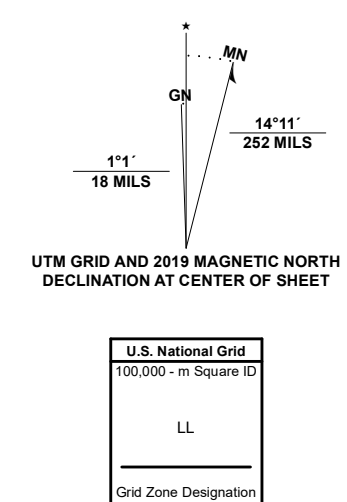 ★
MN
GN
14°11´
252 MILS
1°1´
18 MILS
UTM GRID AND 2019 MAGNETIC NORTH
DECLINATION AT CENTER OF SHEET
U.S. National Grid
100,000 - m Square ID
LL
Grid Zone Designation